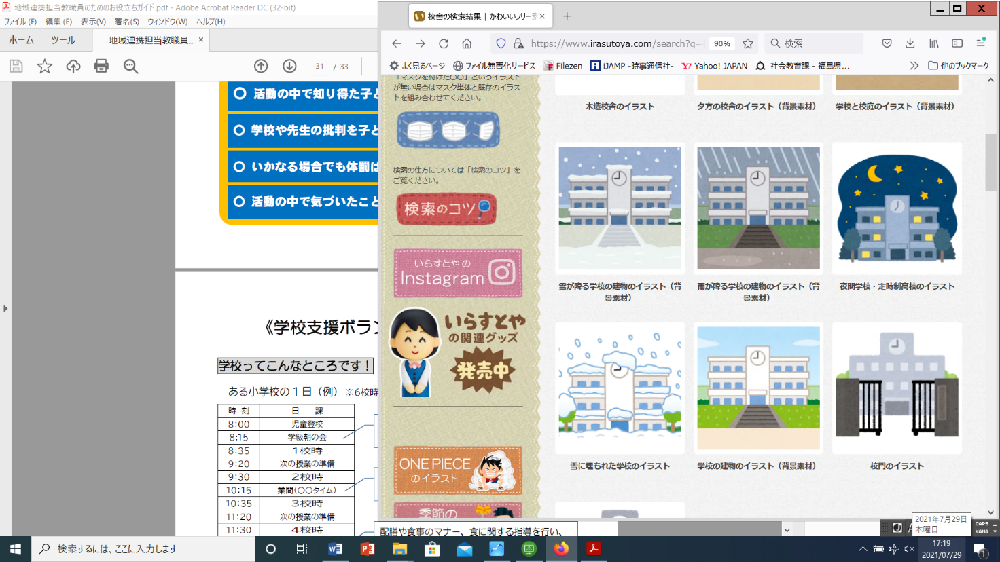 地域連携担当教職員のためのお役立ちガイド.pdf - Adobe Acrobat Reader DC (32-bit)
ファイル(F) 編集(E) 表示(V) 署名(S) ウィンドウ(W) ヘルプ(H)
ホーム ツール 地域連携担当教職員... ×
31 / 33
〇 活動の中で知り得た子
〇 学校や先生の批判を子
〇 いかなる場合でも体罰
〇 活動の中で気づいたこと
《学校支援ボラン
学校ってこんなところです！
ある小学校の１日（例） ※6校時
時 刻 日 課
8:00 児童登校
8:15 学級朝の会
8:35 1校時
9:20 次の授業の準備
9:30 2校時
10:15 業間(〇〇タイム)
10:35 3校時
11:20 次の授業の準備
11:30 4校時
配膳や食事のマナー、食に関する指導を行い、
校舎の検索結果 | かわいいフリー素 ×
https://www.irasutoya.com/search?q= 90% 検索
よく見るページ ファイル無害化サービス Filezen iJAMP -時事通信社- Yahoo! JAPAN 社会教育課 - 福島県... 他のブックマーク
「マスクを付けた〇〇」というイラスト
が無い場合はマスク単体と既存のイラス
トを組み合わせてください。
検索の仕方については「検索のコツ」を
ご覧ください。
検索のコツ
いらすとやの
Instagram
いらすとや
の関連グッズ
発売中
ONE PIECE
のイラスト
季節の
木造校舎のイラスト
夕方の校舎のイラスト（背景素材）
学校と校庭のイラスト（背景素材）
雪が降る学校の建物のイラスト（背
景素材）
雨が降る学校の建物のイラスト（背
景素材）
夜間学校・定時制高校のイラスト
雪に埋もれた学校のイラスト
学校の建物のイラスト（背景素材）
校門のイラスト
2021年7月29日
木曜日
CAPS
KANA
検索するには、ここに入力します
17:19
2021/07/29
1